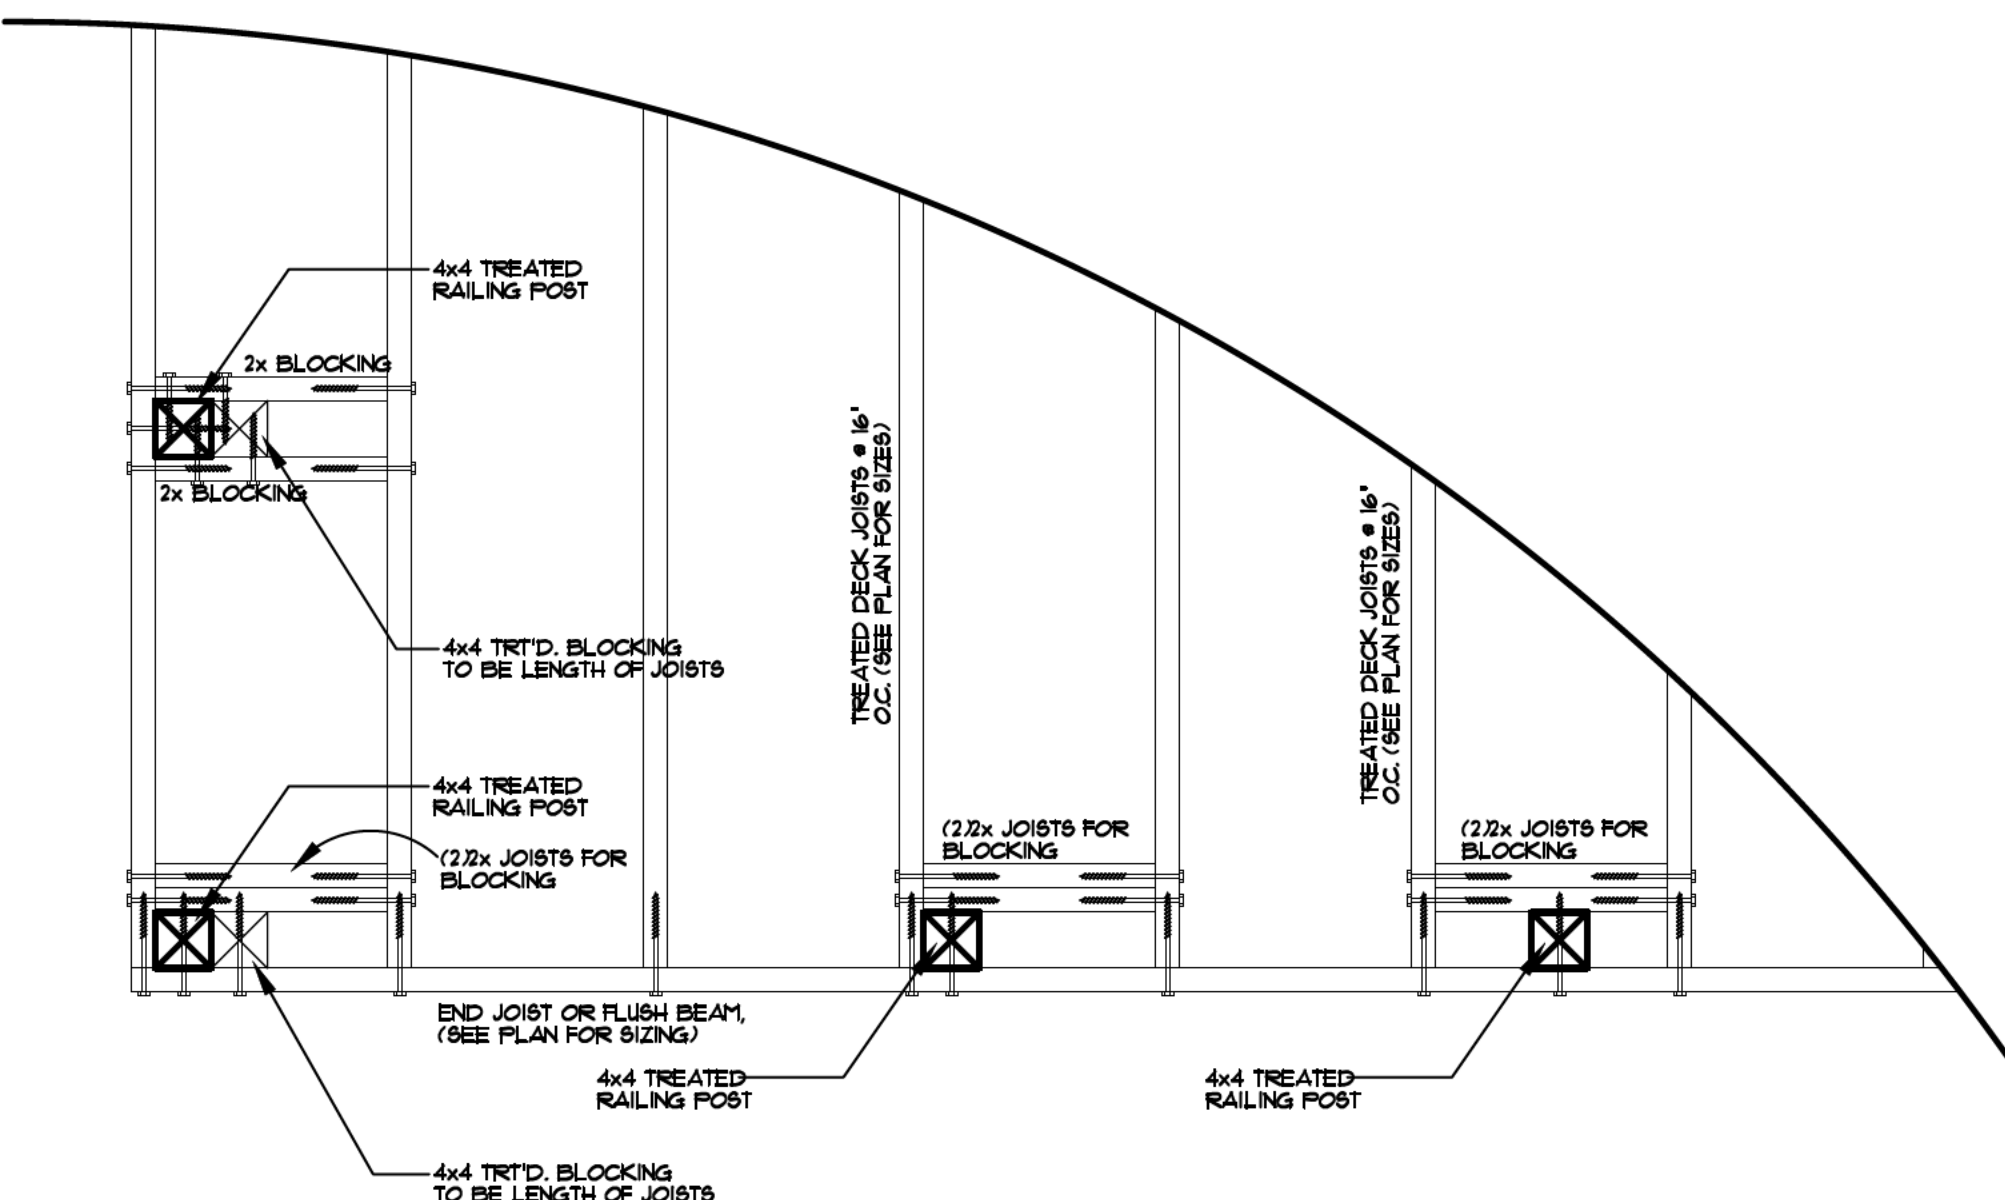 4x4 TREATED
RAILING POST
2x BLOCKING
2x BLOCKING
TREATED DECK JOISTS @ 16"
O.C. (SEE PLAN FOR SIZES)
TREATED DECK JOISTS @ 16"
O.C. (SEE PLAN FOR SIZES)
4x4 TRT'D. BLOCKING
TO BE LENGTH OF JOISTS
4x4 TREATED
RAILING POST
(2)2x JOISTS FOR
BLOCKING
(2)2x JOISTS FOR
BLOCKING
(2)2x JOISTS FOR
BLOCKING
END JOIST OR FLUSH BEAM,
(SEE PLAN FOR SIZING)
4x4 TREATED
RAILING POST
4x4 TREATED
RAILING POST
4x4 TRT'D. BLOCKING
TO BE LENGTH OF JOISTS